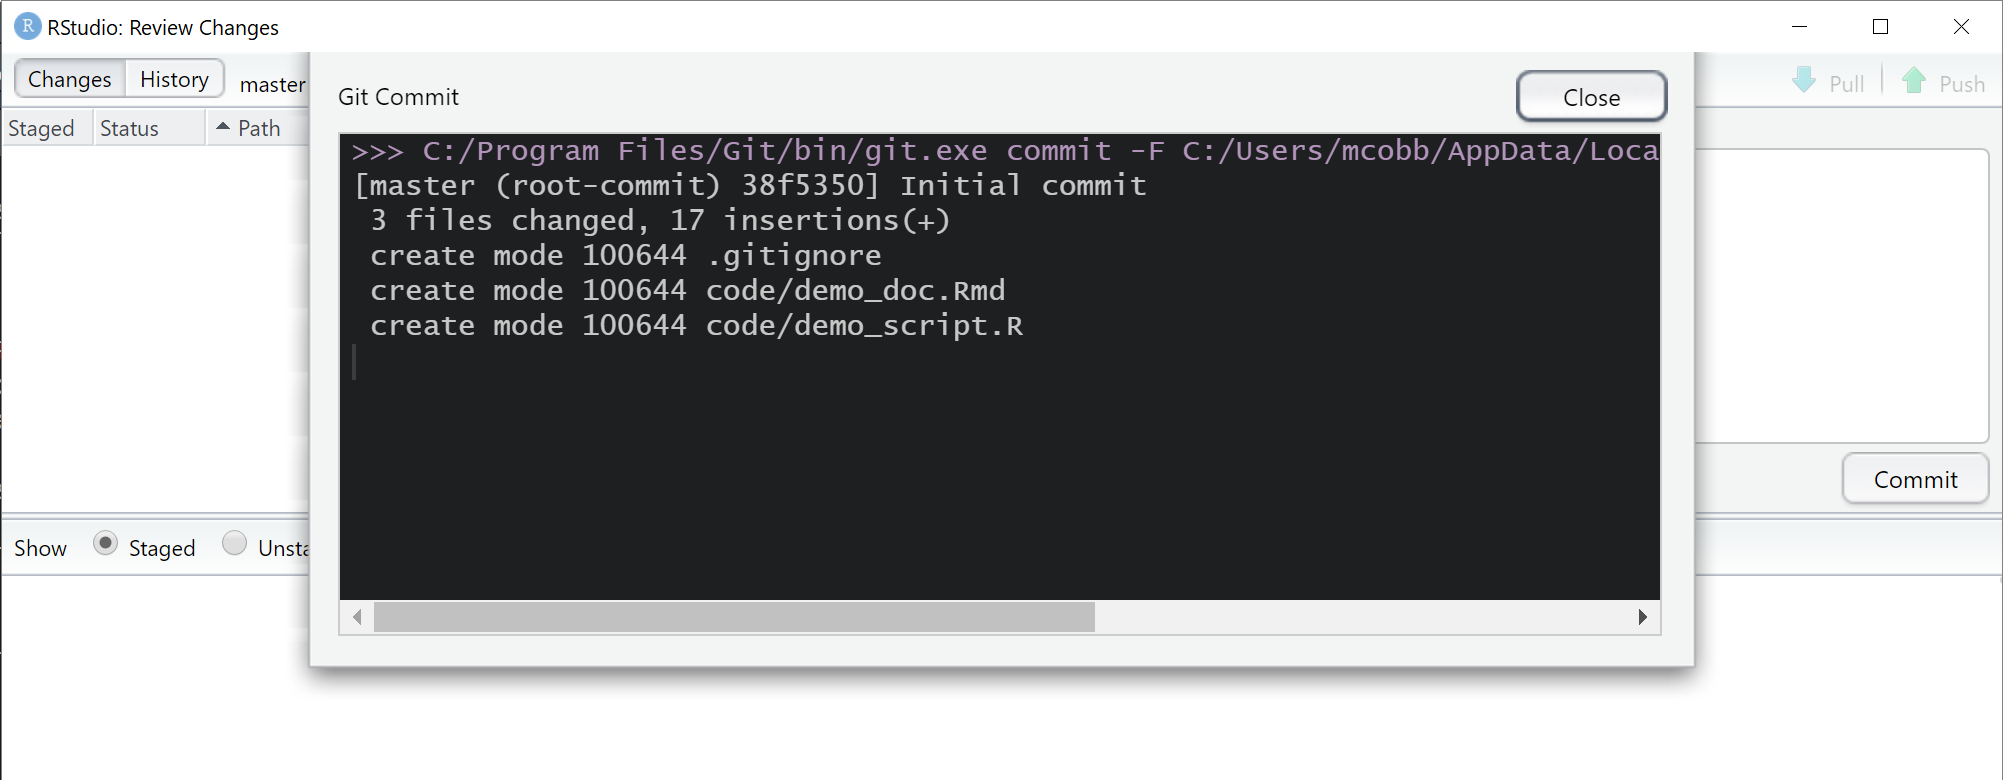 RStudio: Review Changes
Changes History master Pull Push
Staged Status Path
Git Commit Close
>>> C:/Program Files/Git/bin/git.exe commit -F C:/Users/mcobb/AppData/Loca
[master (root-commit) 38f5350] Initial commit
3 files changed, 17 insertions(+)
create mode 100644 .gitignore
create mode 100644 code/demo_doc.Rmd
create mode 100644 code/demo_script.R
Commit
Show Staged Unsta